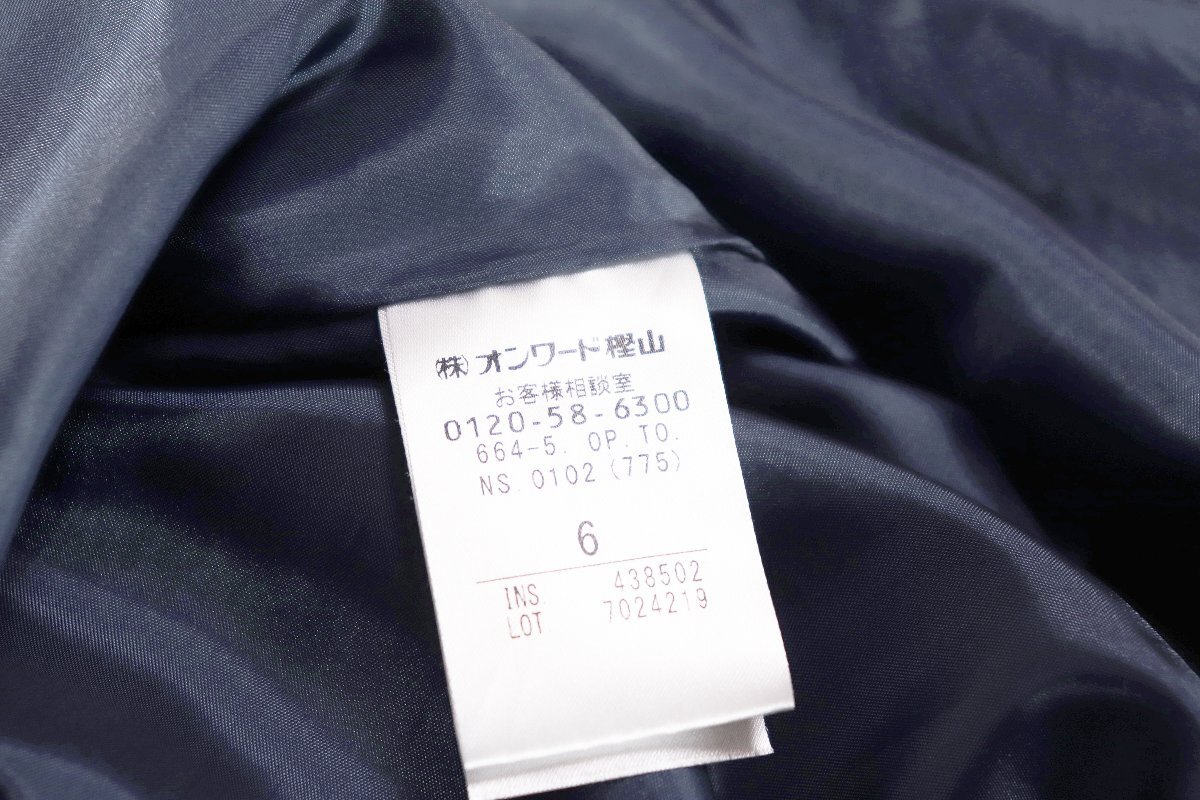 (株)オンワード樫山
お客様相談室
0120-58-6300
664-5. OP.TO.
NS.0102 (775)
6
INS. 438502
LOT. 7024219